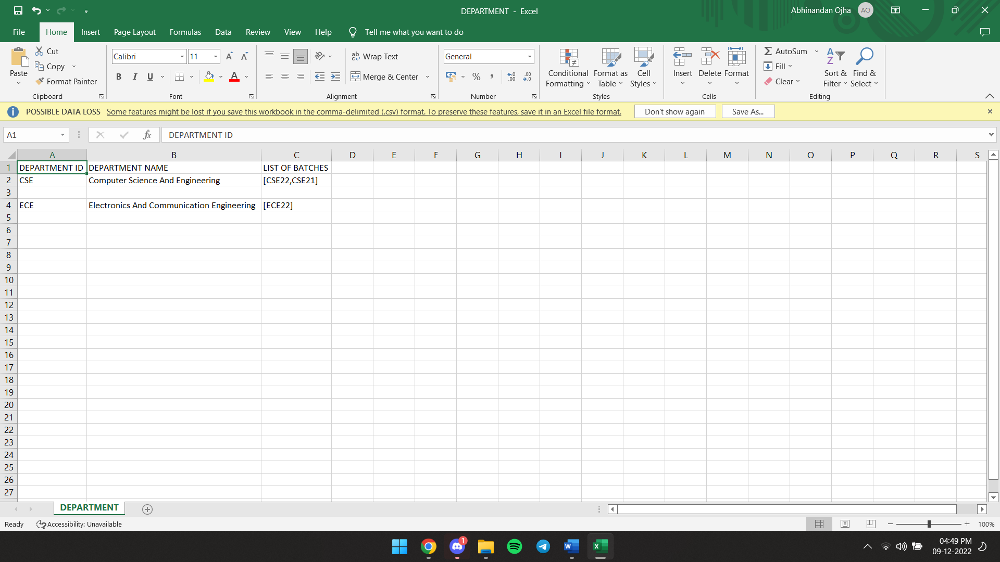 DEPARTMENT - Excel
Abhinandan Ojha AO
File Home Insert Page Layout Formulas Data Review View Help Tell me what you want to do
Paste
Cut
Copy
Format Painter
Clipboard
Calibri 11 A A
B I U A
Font
ab Wrap Text
Merge & Center
Alignment
General
% ,
Number
Conditional Formatting
Format as Table
Cell Styles
Styles
Insert Delete Format
Cells
AutoSum
Fill
Clear
Sort & Filter
Find & Select
Editing
POSSIBLE DATA LOSS Some features might be lost if you save this workbook in the comma-delimited (.csv) format. To preserve these features, save it in an Excel file format. Don't show again Save As...
A1 fx DEPARTMENT ID
A B C D E F G H I J K L M N O P Q R S
1 DEPARTMENT ID DEPARTMENT NAME LIST OF BATCHES
2 CSE Computer Science And Engineering [CSE22,CSE21]
3
4 ECE Electronics And Communication Engineering [ECE22]
5
6
7
8
9
10
11
12
13
14
15
16
17
18
19
20
21
22
23
24
25
26
27
DEPARTMENT
Ready Accessibility: Unavailable 100%
1
04:49 PM
09-12-2022